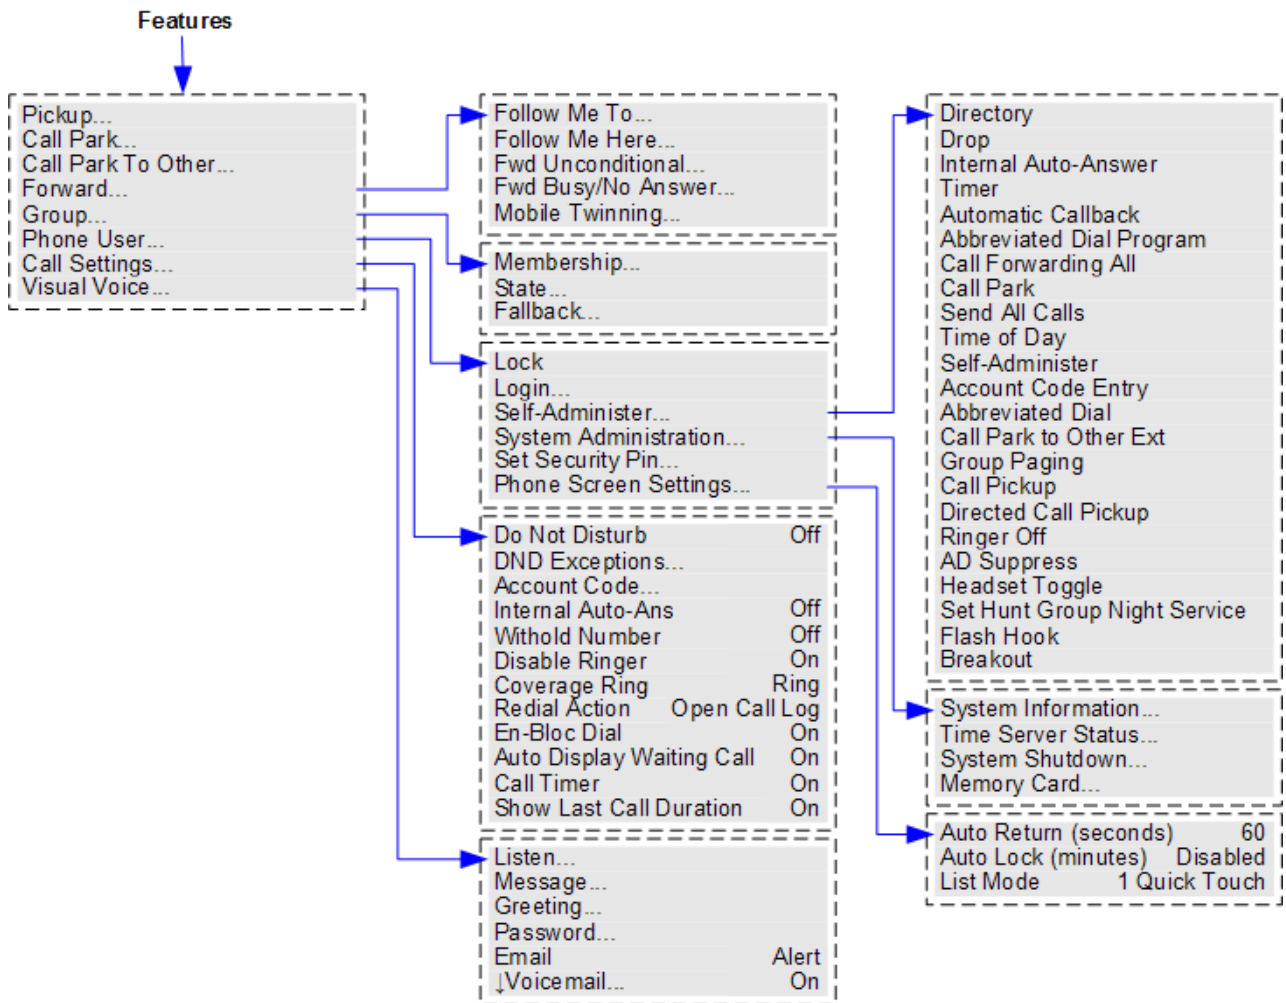 Features
Pickup...
Call Park...
Call Park To Other...
Forward...
Group...
Phone User...
Call Settings...
Visual Voice...
Follow Me To...
Follow Me Here...
Fwd Unconditional...
Fwd Busy/No Answer...
Mobile Twinning...
Membership...
State...
Fallback...
Lock
Login...
Self-Administer...
System Administration...
Set Security Pin...
Phone Screen Settings...
Do Not Disturb Off
DND Exceptions...
Account Code...
Internal Auto-Ans Off
Withold Number Off
Disable Ringer On
Coverage Ring Ring
Redial Action Open Call Log
En-Bloc Dial On
Auto Display Waiting Call On
Call Timer On
Show Last Call Duration On
Listen...
Message...
Greeting...
Password...
Email Alert
↓Voicemail... On
Directory
Drop
Internal Auto-Answer
Timer
Automatic Callback
Abbreviated Dial Program
Call Forwarding All
Call Park
Send All Calls
Time of Day
Self-Administer
Account Code Entry
Abbreviated Dial
Call Park to Other Ext
Group Paging
Call Pickup
Directed Call Pickup
Ringer Off
AD Suppress
Headset Toggle
Set Hunt Group Night Service
Flash Hook
Breakout
System Information...
Time Server Status...
System Shutdown...
Memory Card...
Auto Return (seconds) 60
Auto Lock (minutes) Disabled
List Mode 1 Quick Touch